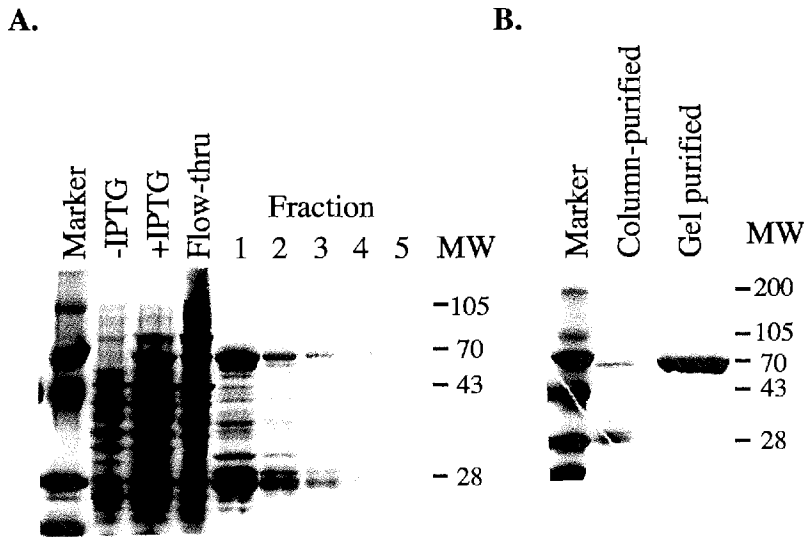 A.
Marker
-IPTG
+IPTG
Flow-thru
Fraction
1 2 3 4 5 MW
-105
- 70
- 43
- 28
B.
Marker
Column-purified
Gel purified
MW
- 200
- 105
- 70
- 43
- 28